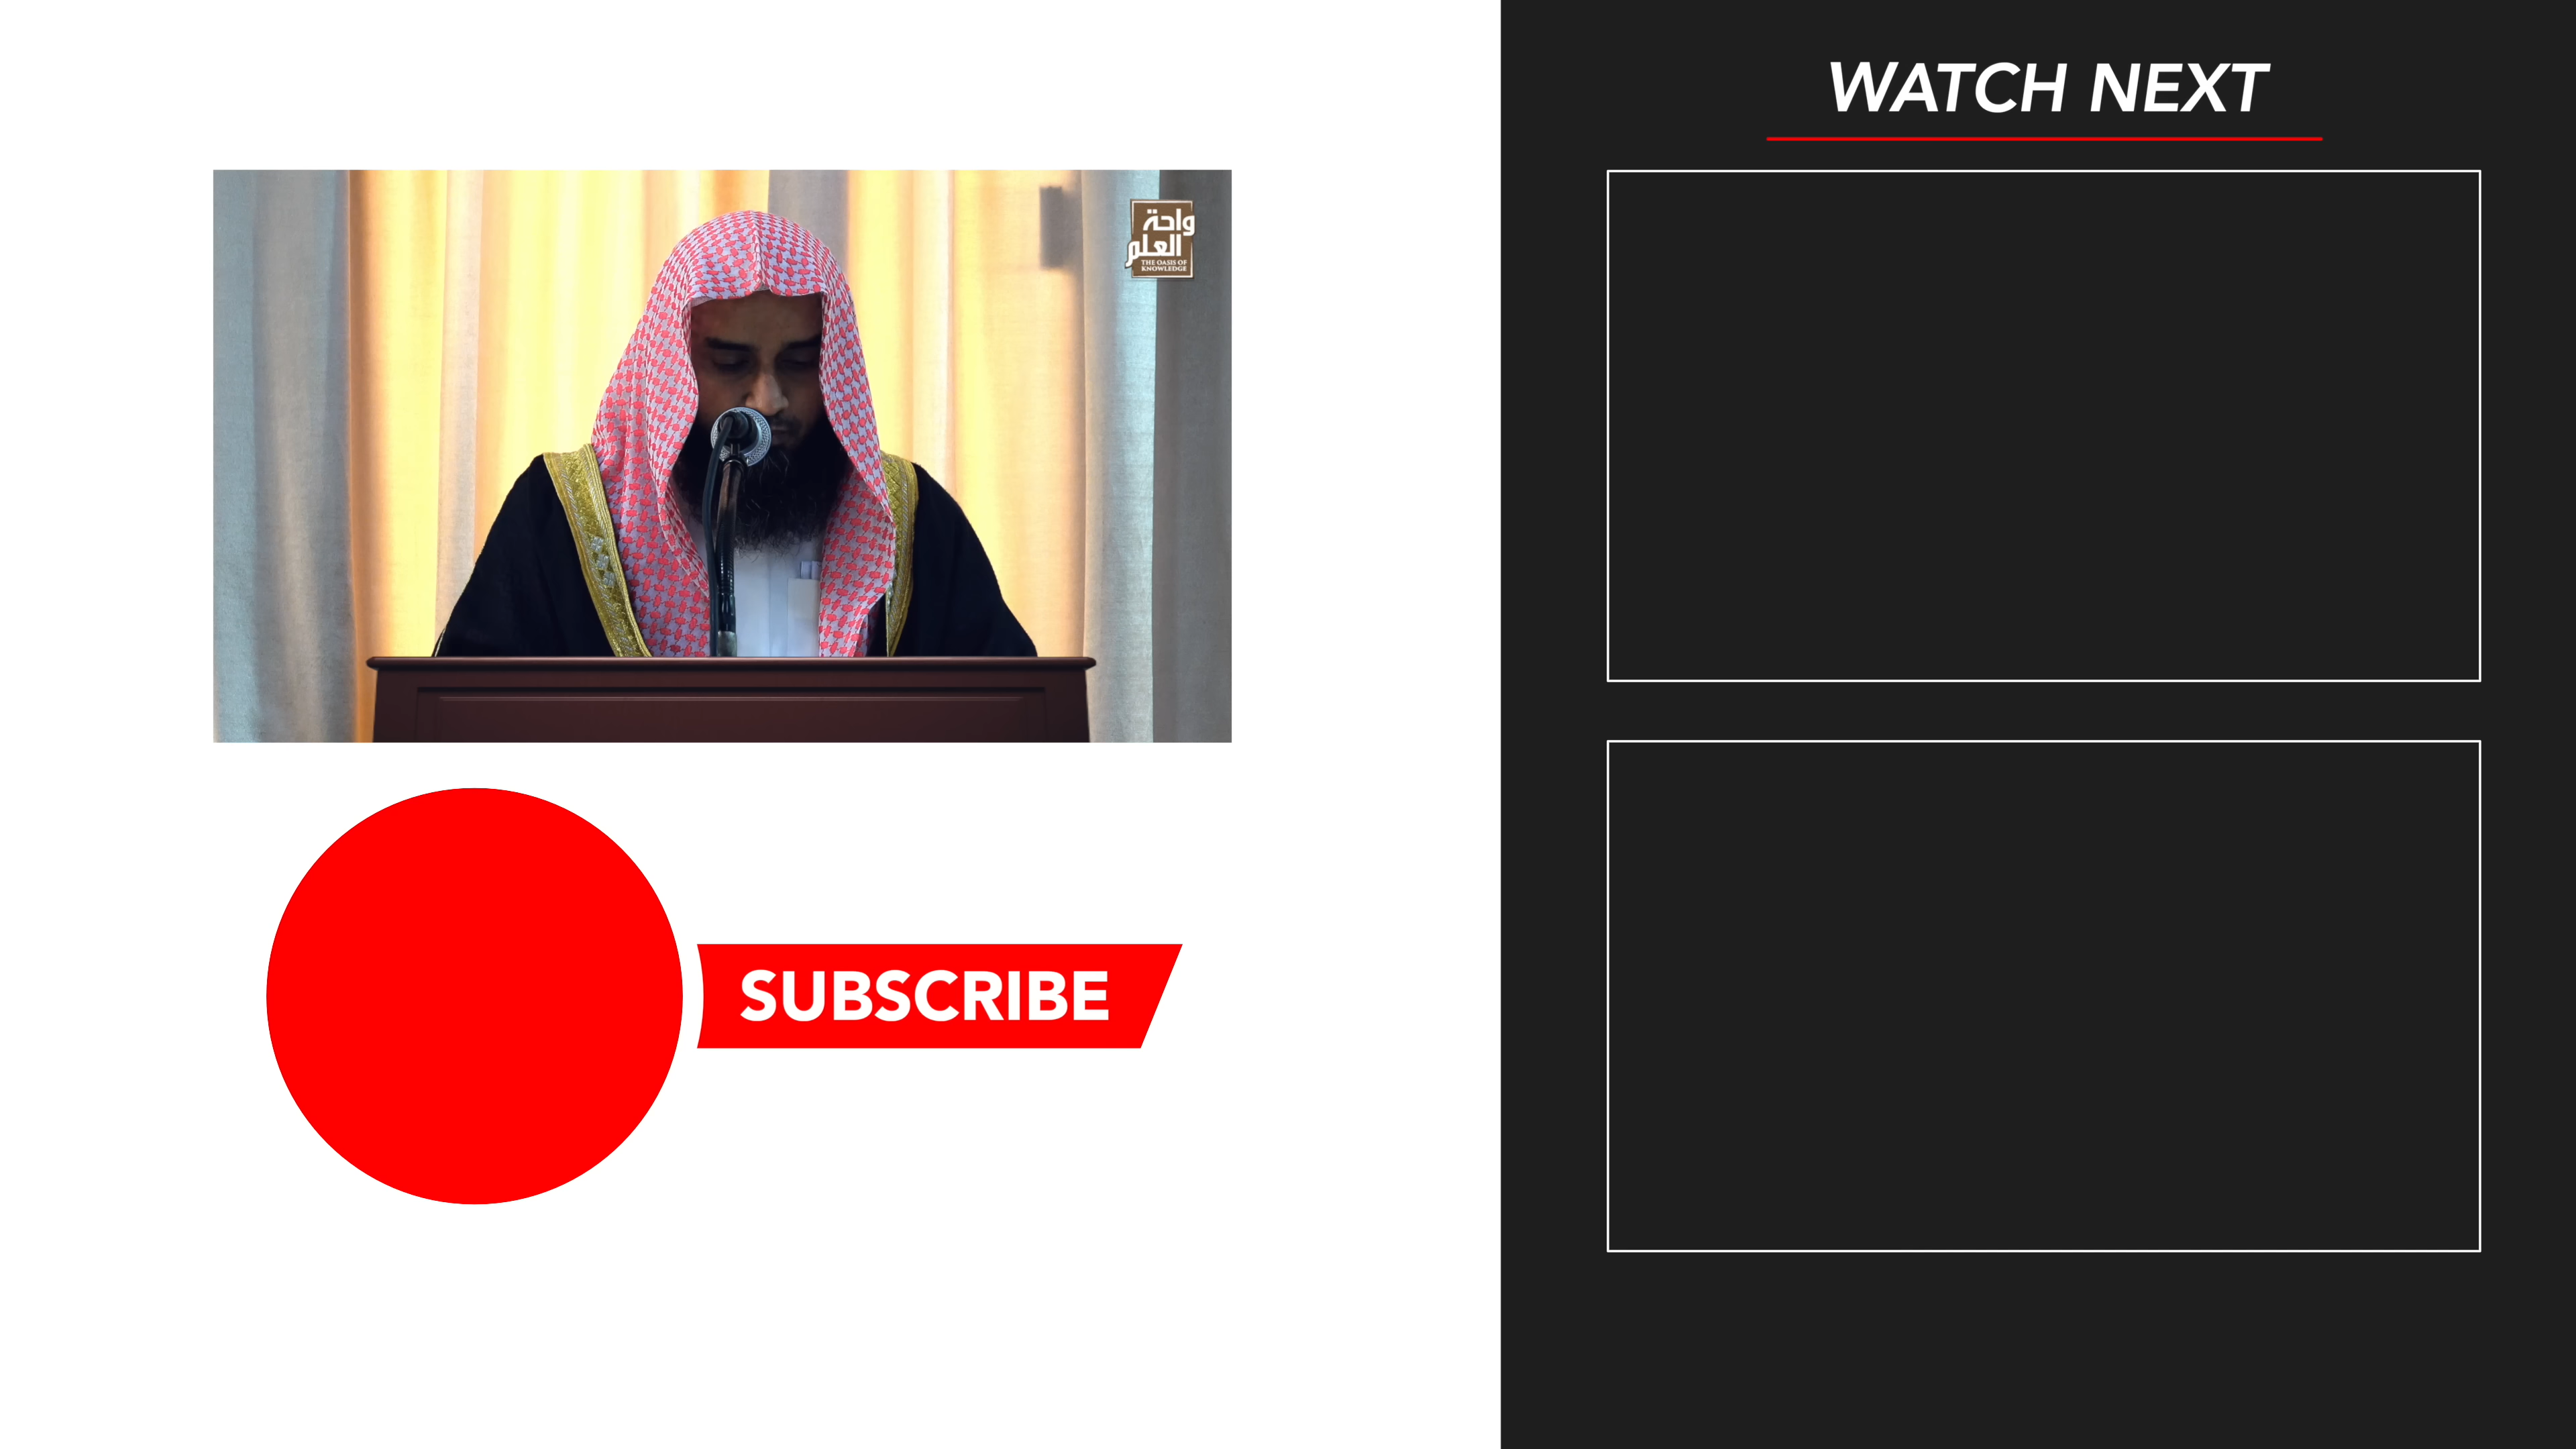 WATCH NEXT
واحة
العلم
THE OASIS OF
KNOWLEDGE
SUBSCRIBE